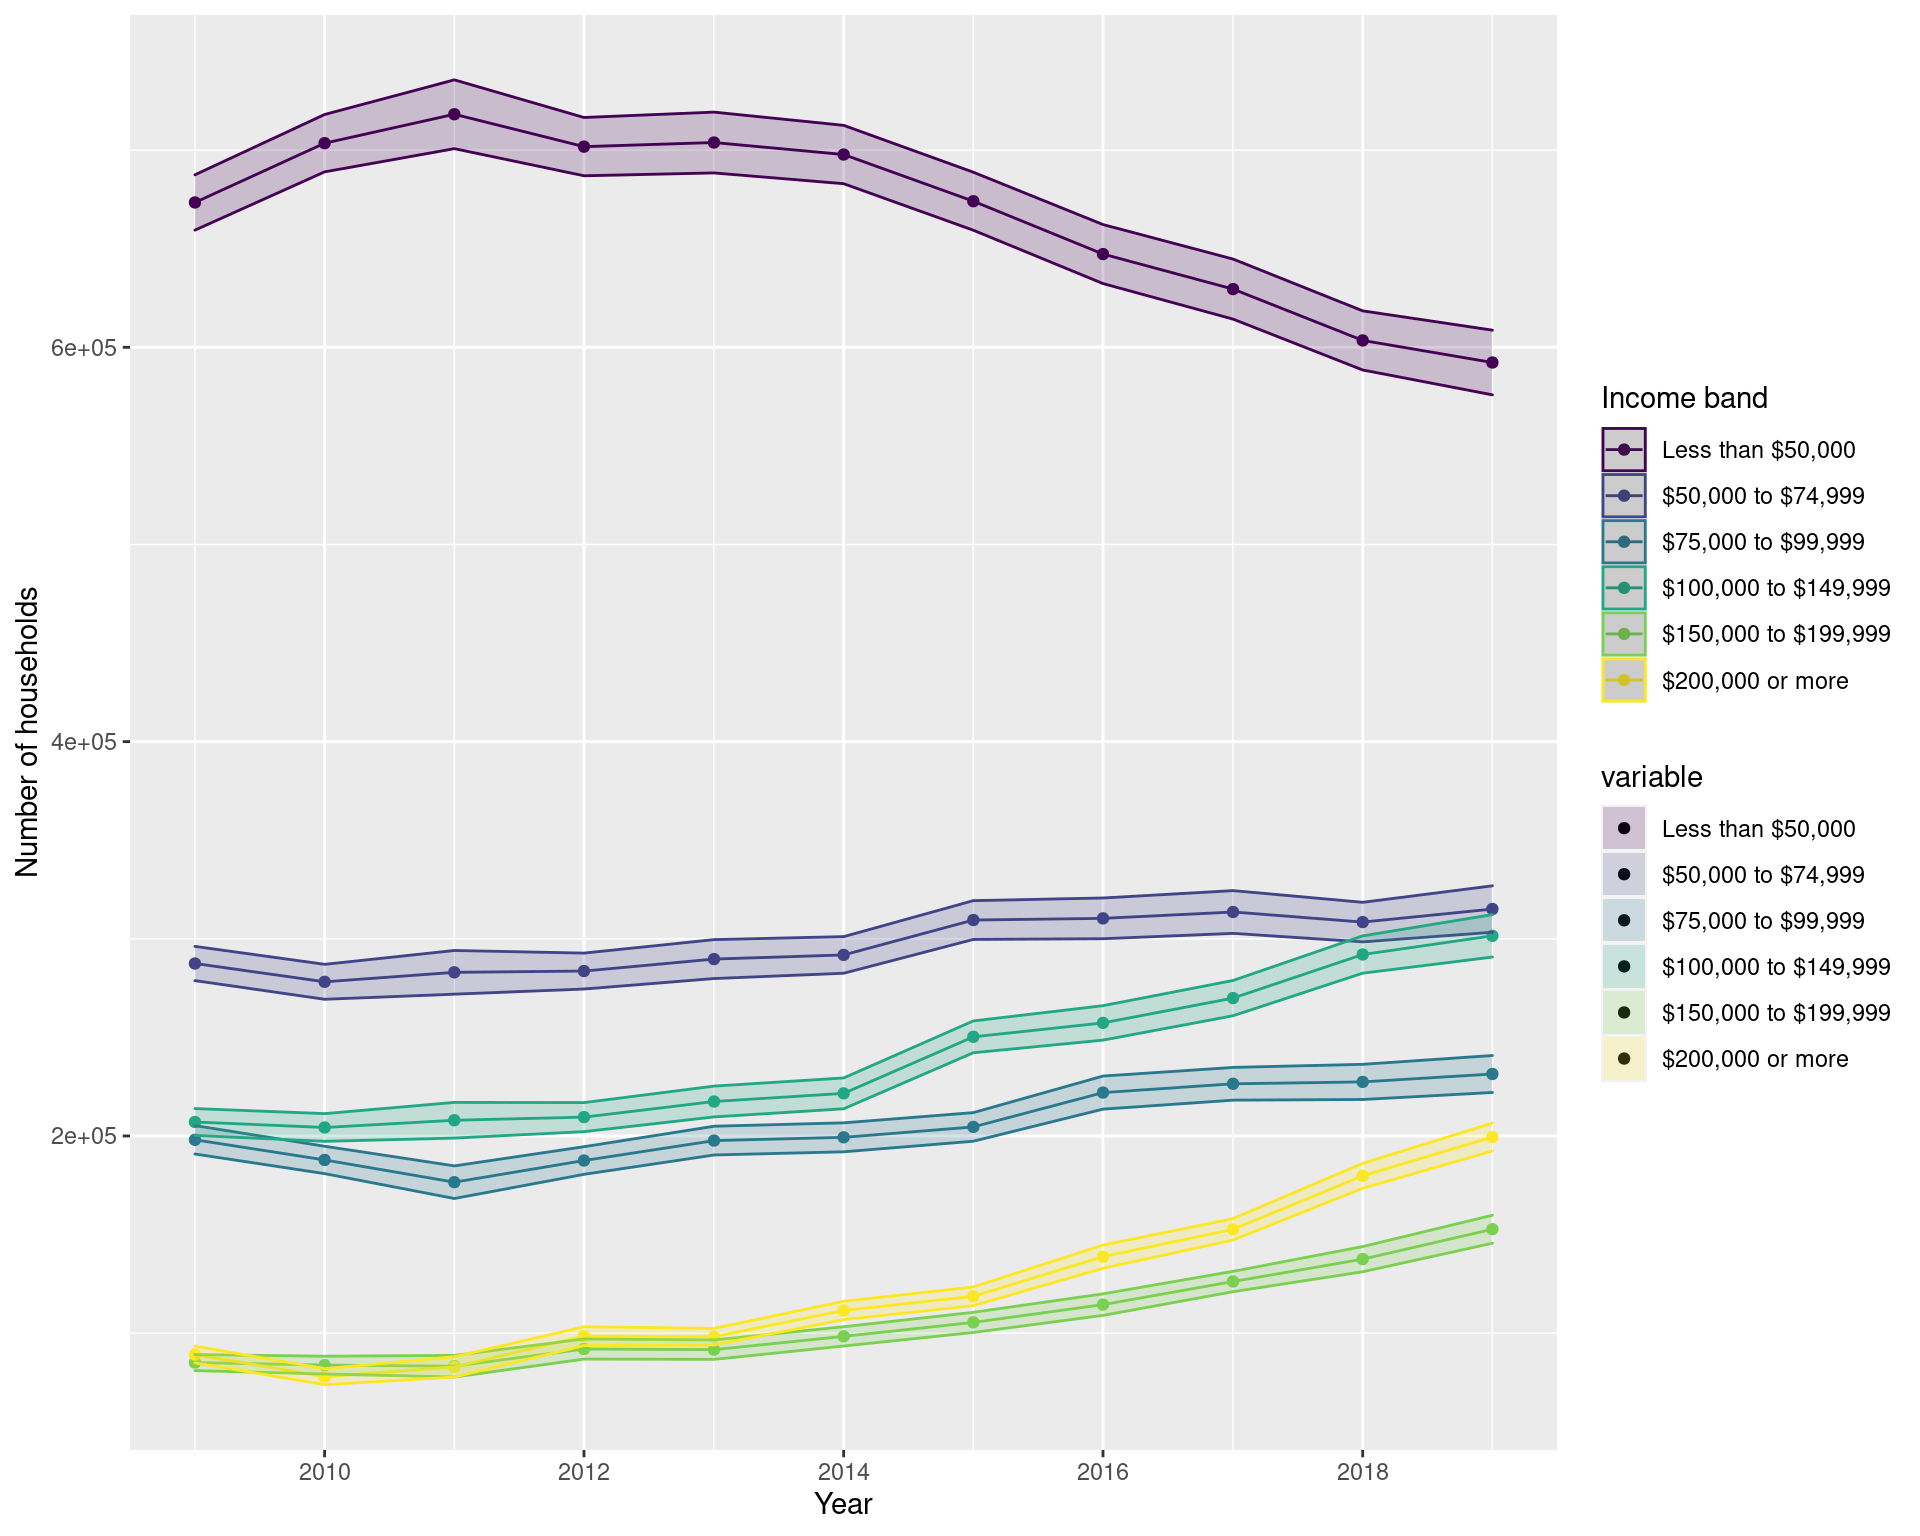 6e+05
4e+05
2e+05
Number of households
2010
2012
2014
2016
2018
Year
Income band
Less than $50,000
$50,000 to $74,999
$75,000 to $99,999
$100,000 to $149,999
$150,000 to $199,999
$200,000 or more
variable
Less than $50,000
$50,000 to $74,999
$75,000 to $99,999
$100,000 to $149,999
$150,000 to $199,999
$200,000 or more